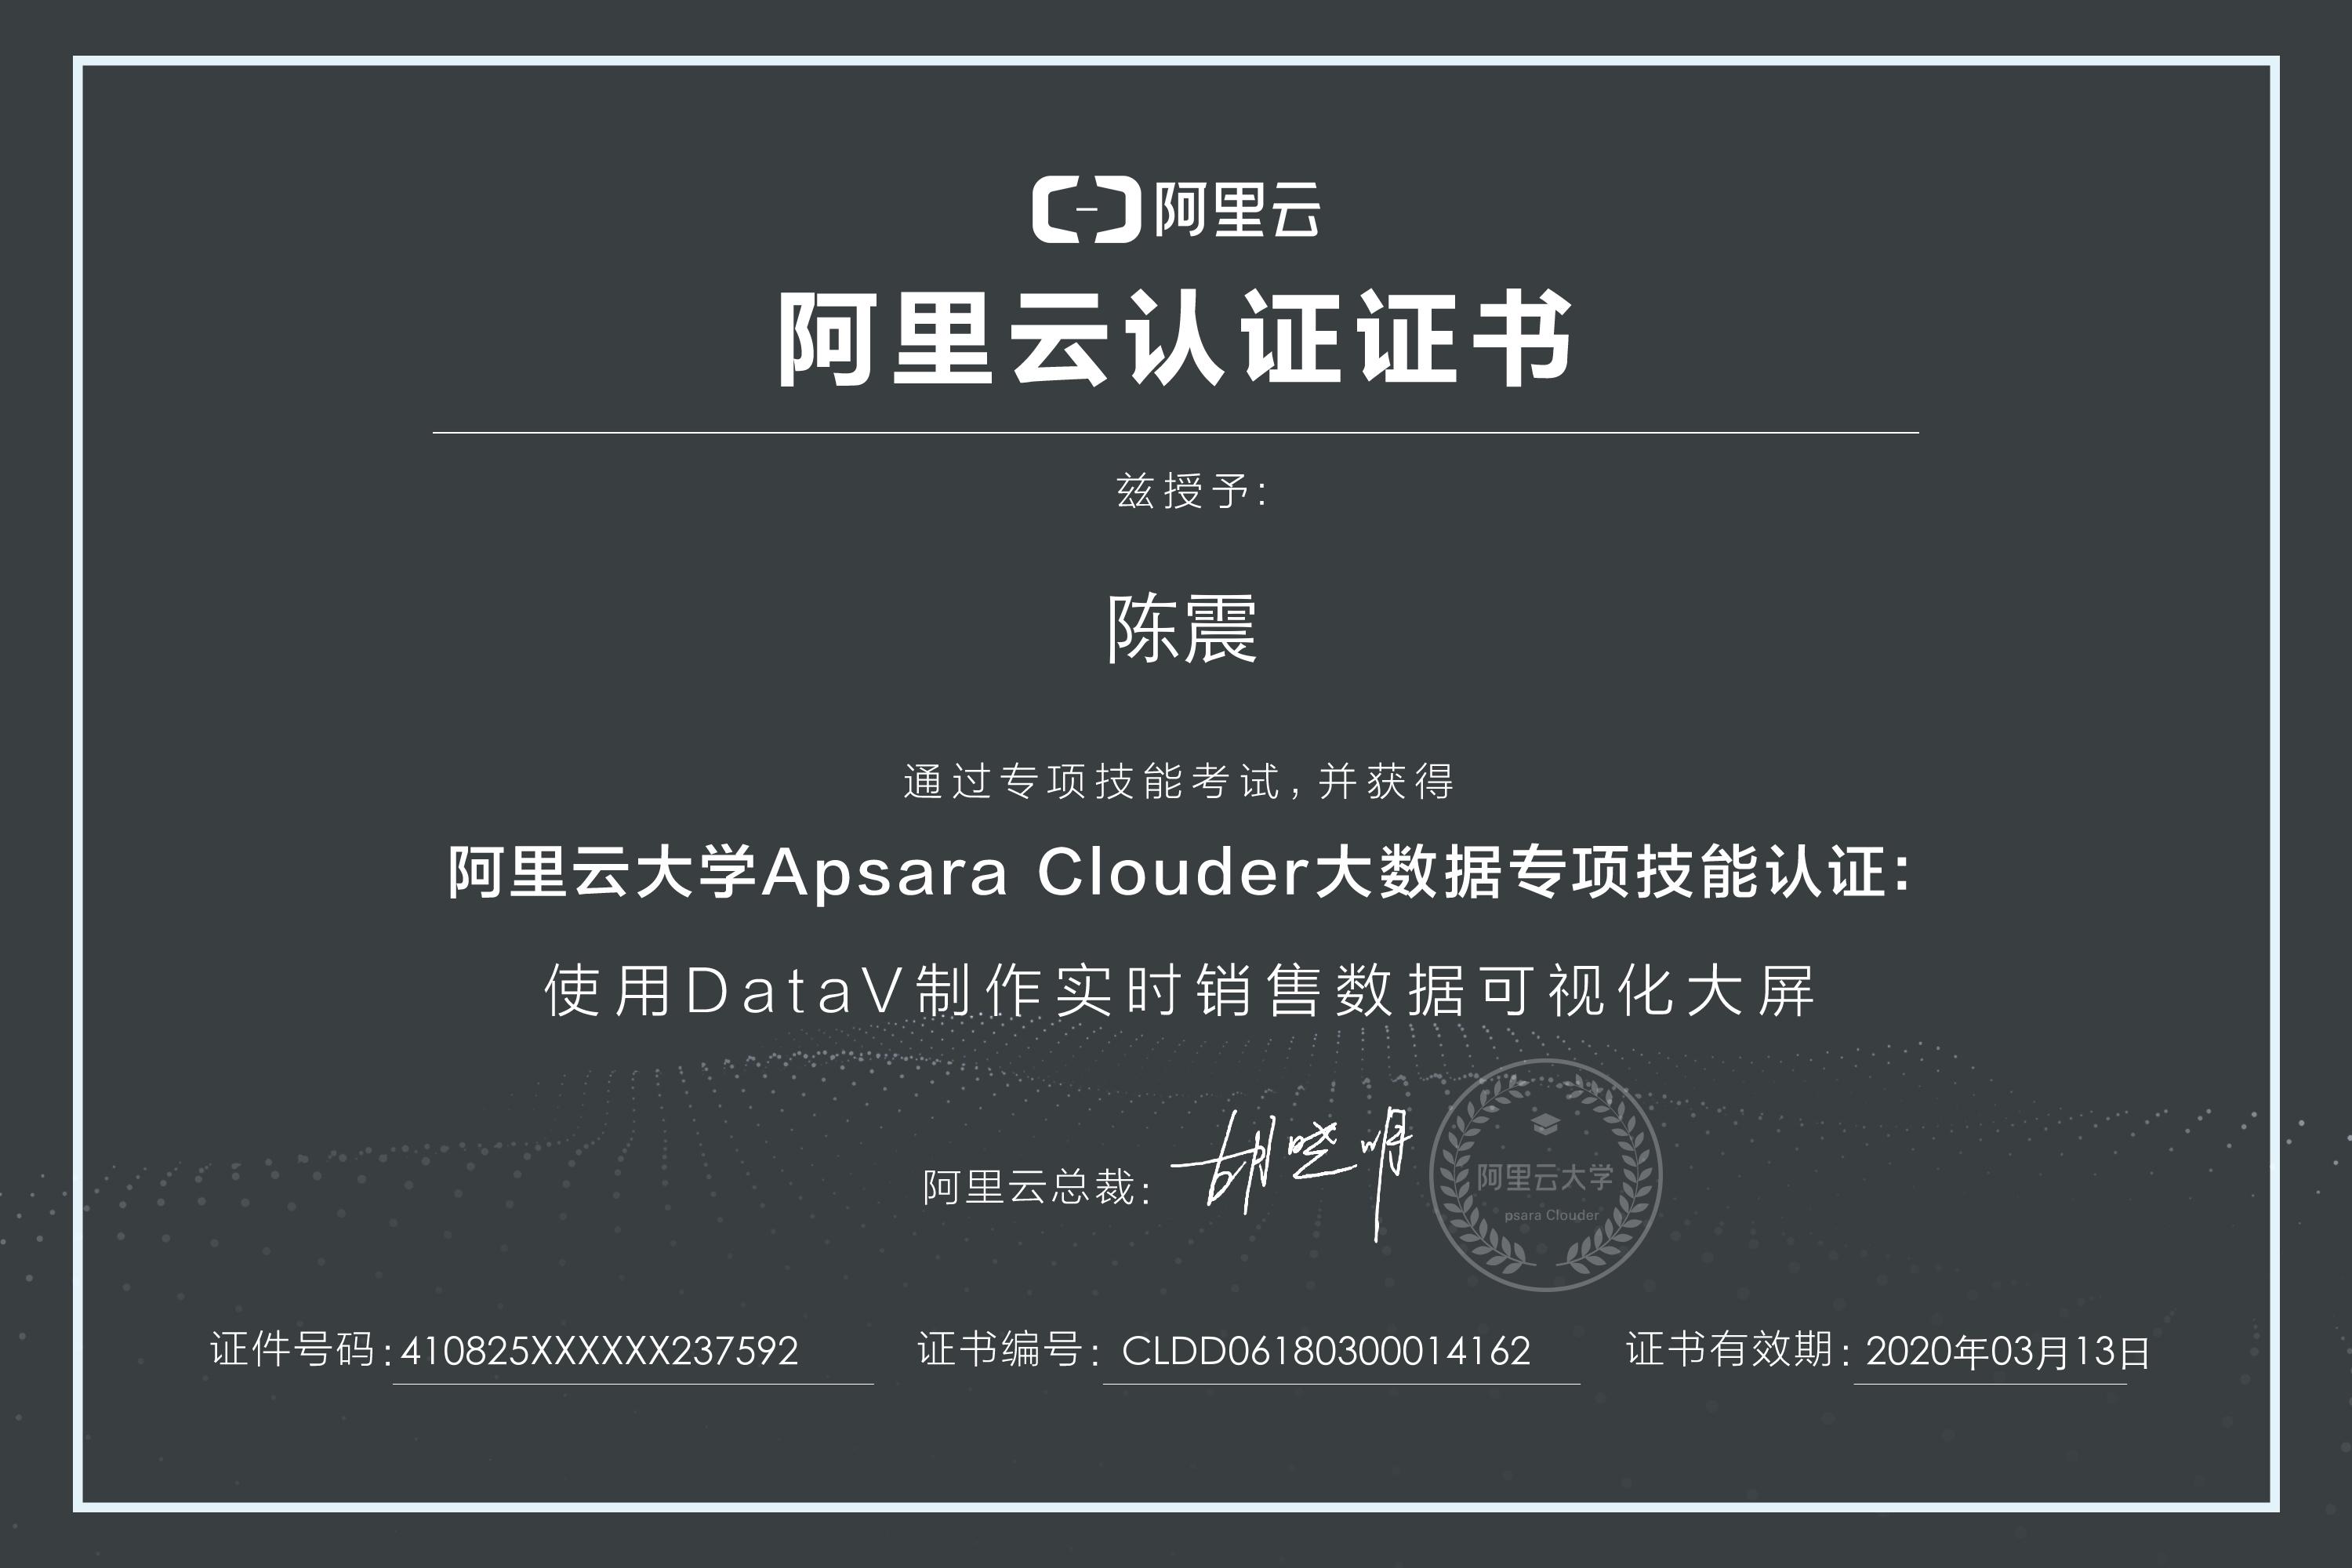 阿里云
阿里云认证证书
兹授予：
陈震
通过专项技能考试，并获得
阿里云大学Apsara Clouder大数据专项技能认证：
使用DataV制作实时销售数据可视化大屏
阿里云总裁：胡晓明
阿里云大学
psara Clouder
证件号码：410825XXXXXX237592 证书编号：CLDD06180300014162 证书有效期：2020年03月13日